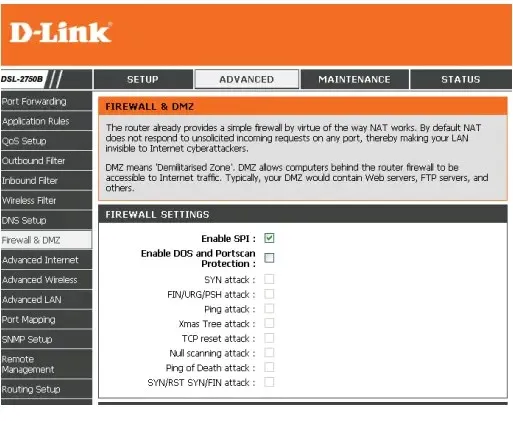 D-Link
DSL-2750B
SETUP
ADVANCED
MAINTENANCE
STATUS
Port Forwarding
Application Rules
QoS Setup
Outbound Filter
Inbound Filter
Wireless Filter
DNS Setup
Firewall & DMZ
Advanced Internet
Advanced Wireless
Advanced LAN
Port Mapping
SNMP Setup
Remote
Management
Routing Setup
FIREWALL & DMZ
The router already provides a simple firewall by virtue of the way NAT works. By default NAT
does not respond to unsolicited incoming requests on any port, thereby making your LAN
invisible to Internet cyberattackers.
DMZ means 'Demilitarised Zone'. DMZ allows computers behind the router firewall to be
accessible to Internet traffic. Typically, your DMZ would contain Web servers, FTP servers, and
others.
FIREWALL SETTINGS
Enable SPI :
Enable DOS and Portscan
Protection :
SYN attack :
FIN/URG/PSH attack :
Ping attack :
Xmas Tree attack :
TCP reset attack :
Null scanning attack :
Ping of Death attack :
SYN/RST SYN/FIN attack :